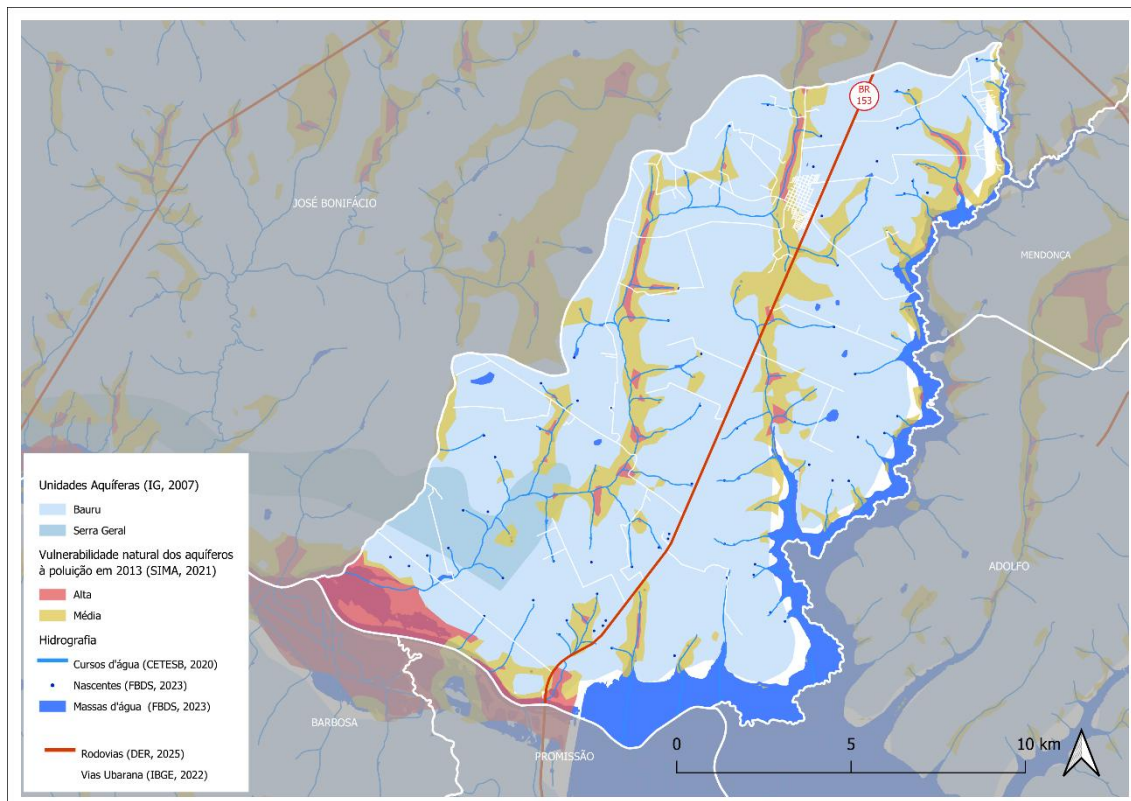 BR
153
JOSÉ BONIFÁCIO
MENDONÇA
ADOLFO
BARBOSA
PROMISSÃO
Unidades Aquíferas (IG, 2007)
Bauru
Serra Geral
Vulnerabilidade natural dos aquíferos
à poluição em 2013 (SIMA, 2021)
Alta
Média
Hidrografia
Cursos d'água (CETESB, 2020)
Nascentes (FBDS, 2023)
Massas d'água (FBDS, 2023)
Rodovias (DER, 2025)
Vias Ubarana (IBGE, 2022)
0 5 10 km